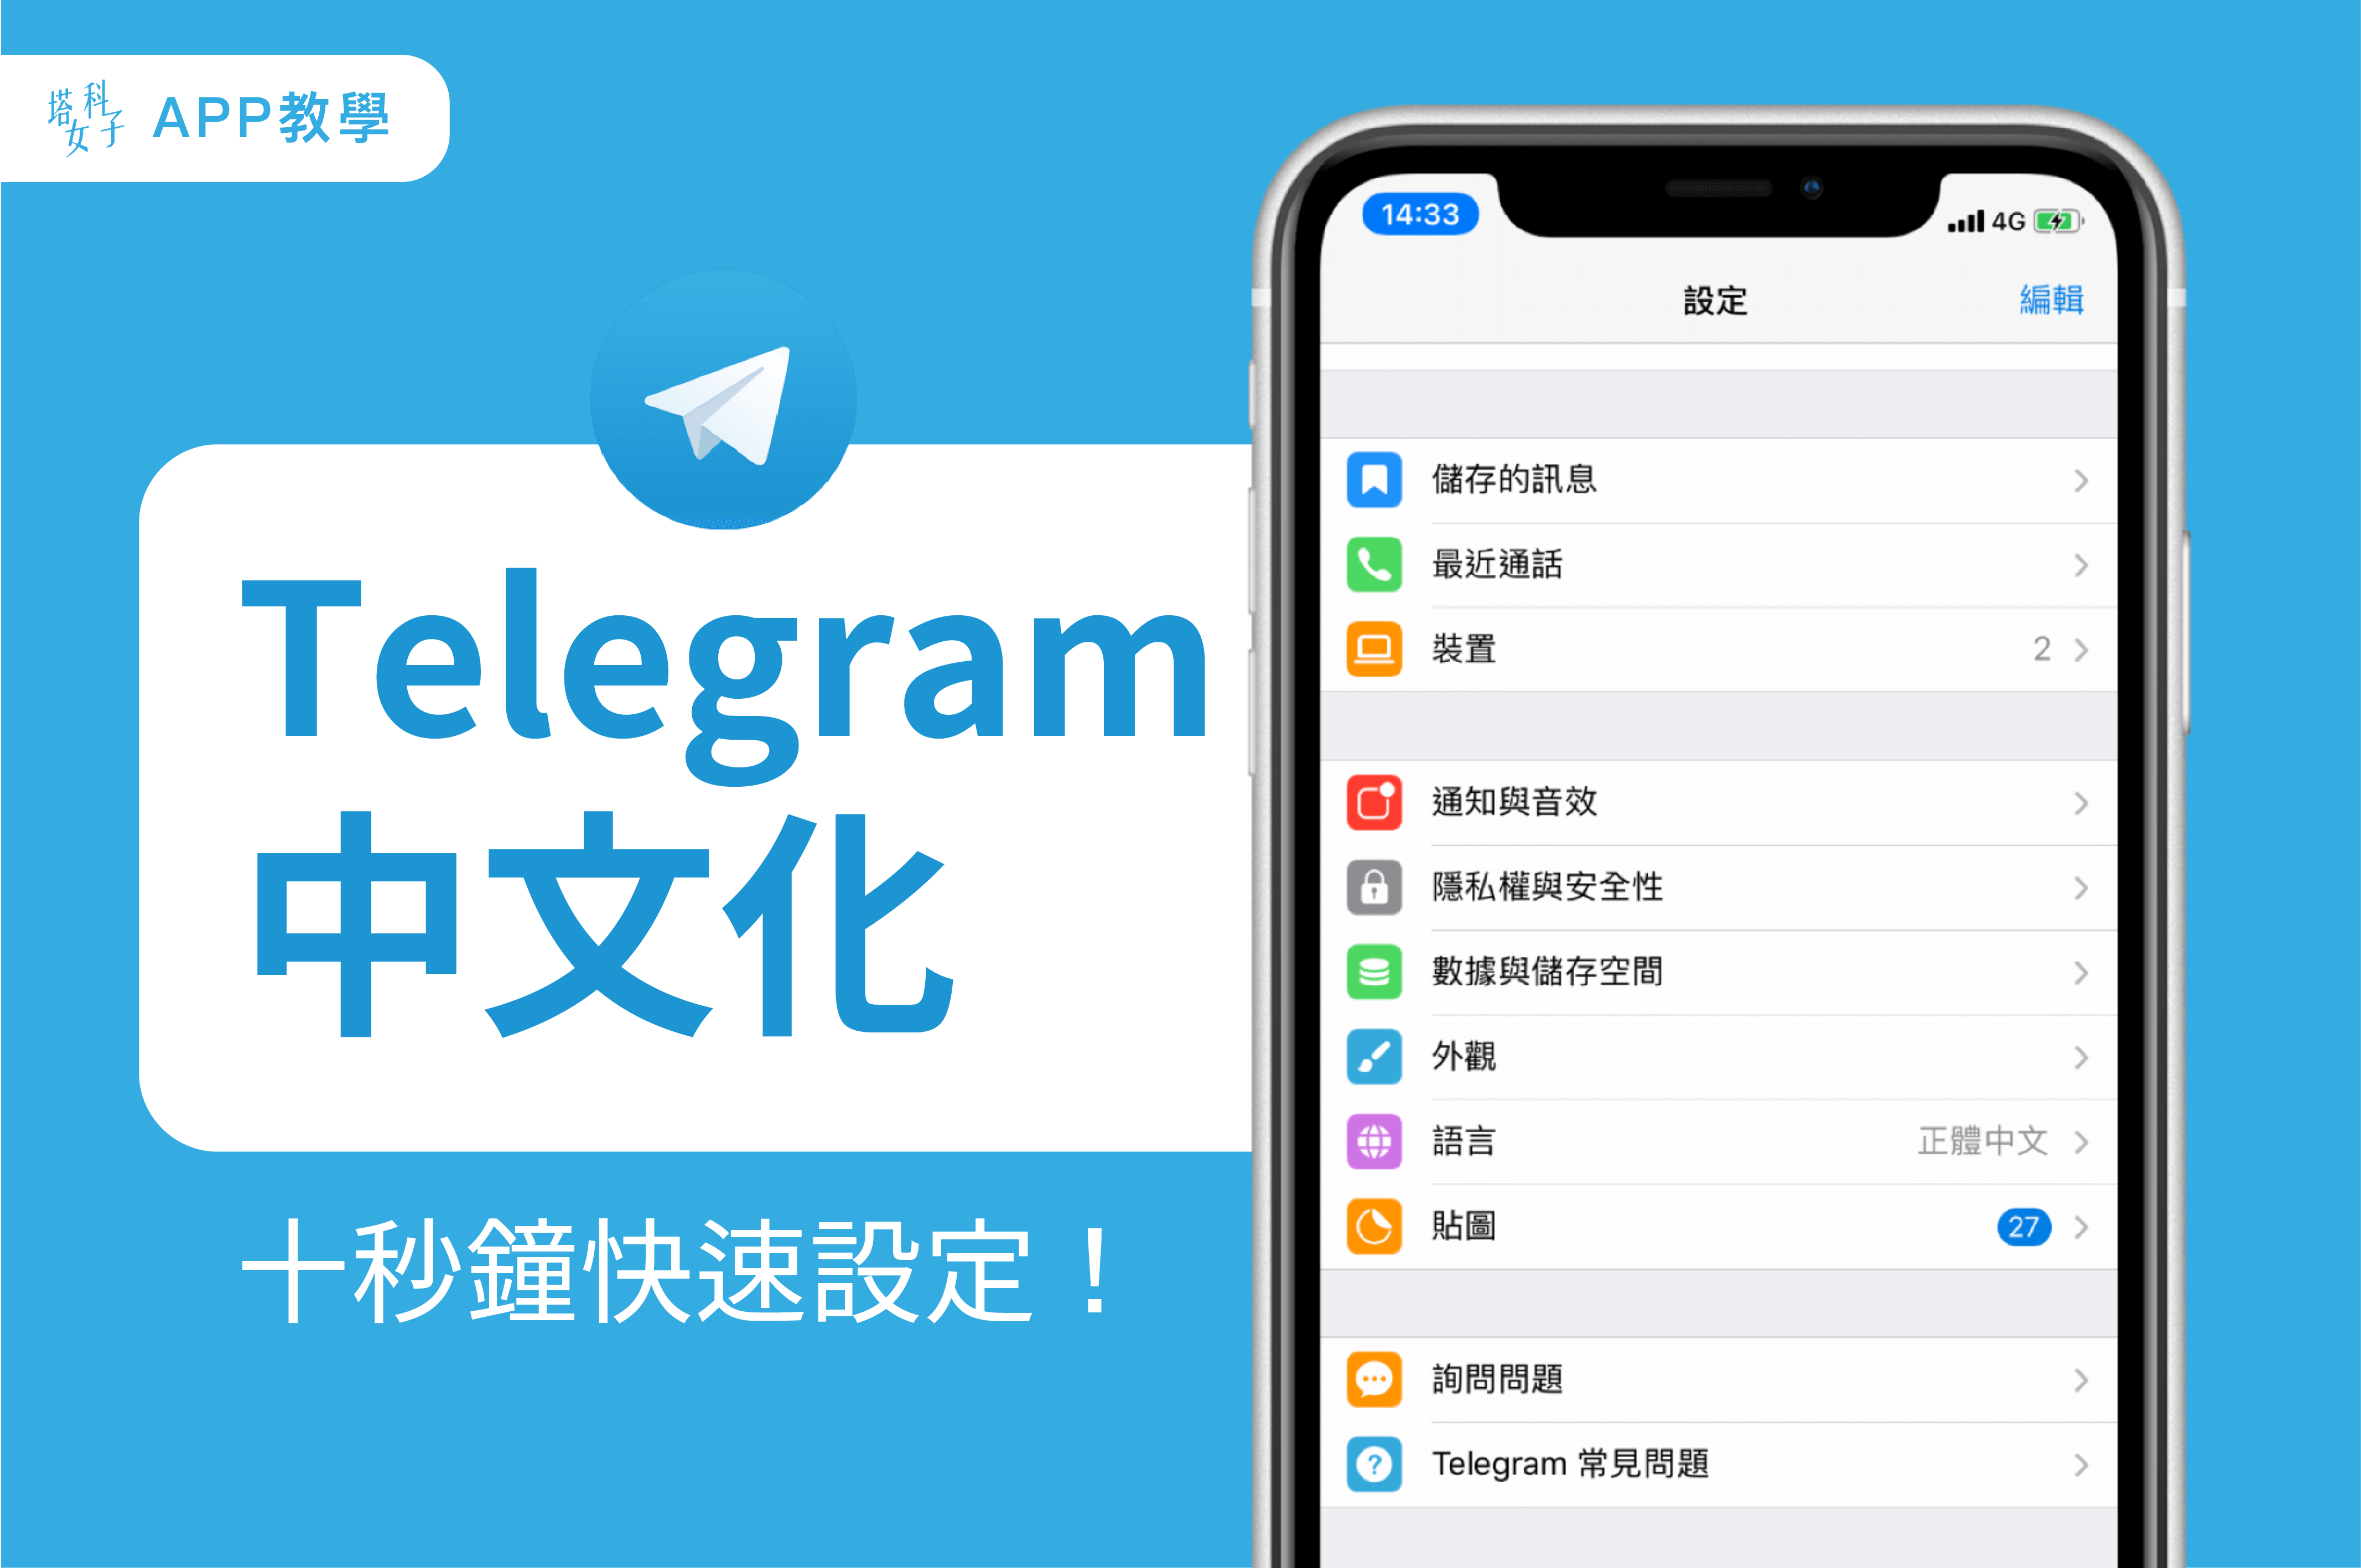 塔科女子
APP教學
Telegram
中文化
十秒鐘快速設定！
14:33
4G
設定
編輯
儲存的訊息
最近通話
裝置 2
通知與音效
隱私權與安全性
數據與儲存空間
外觀
語言 正體中文
貼圖 27
詢問問題
Telegram 常見問題